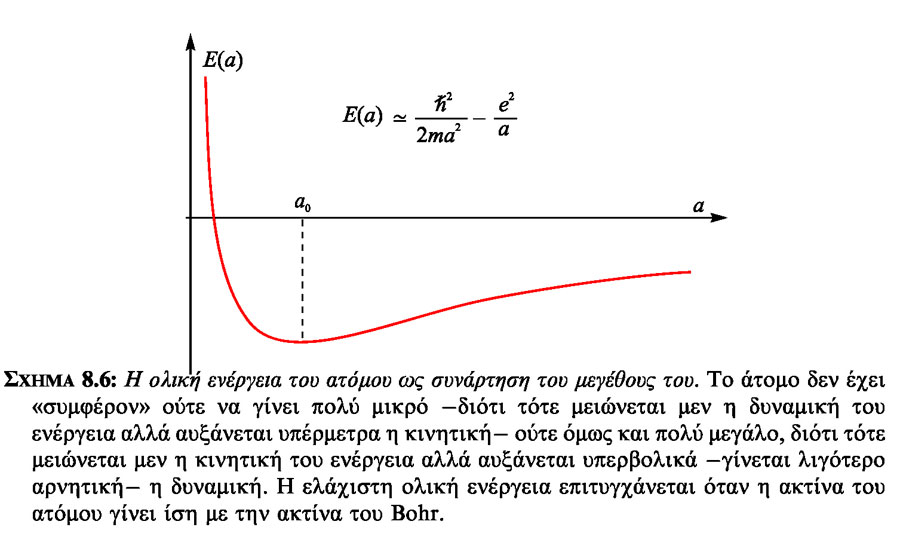 E(a)
E(a) ≃ ħ²/2ma² − e²/a
a₀
a
ΣΧΗΜΑ 8.6: Η ολική ενέργεια του ατόμου ως συνάρτηση του μεγέθους του. Το άτομο δεν έχει
«συμφέρον» ούτε να γίνει πολύ μικρό –διότι τότε μειώνεται μεν η δυναμική του
ενέργεια αλλά αυξάνεται υπέρμετρα η κινητική– ούτε όμως και πολύ μεγάλο, διότι τότε
μειώνεται μεν η κινητική του ενέργεια αλλά αυξάνεται υπερβολικά –γίνεται λιγότερο
αρνητική– η δυναμική. Η ελάχιστη ολική ενέργεια επιτυγχάνεται όταν η ακτίνα του
ατόμου γίνει ίση με την ακτίνα του Bohr.